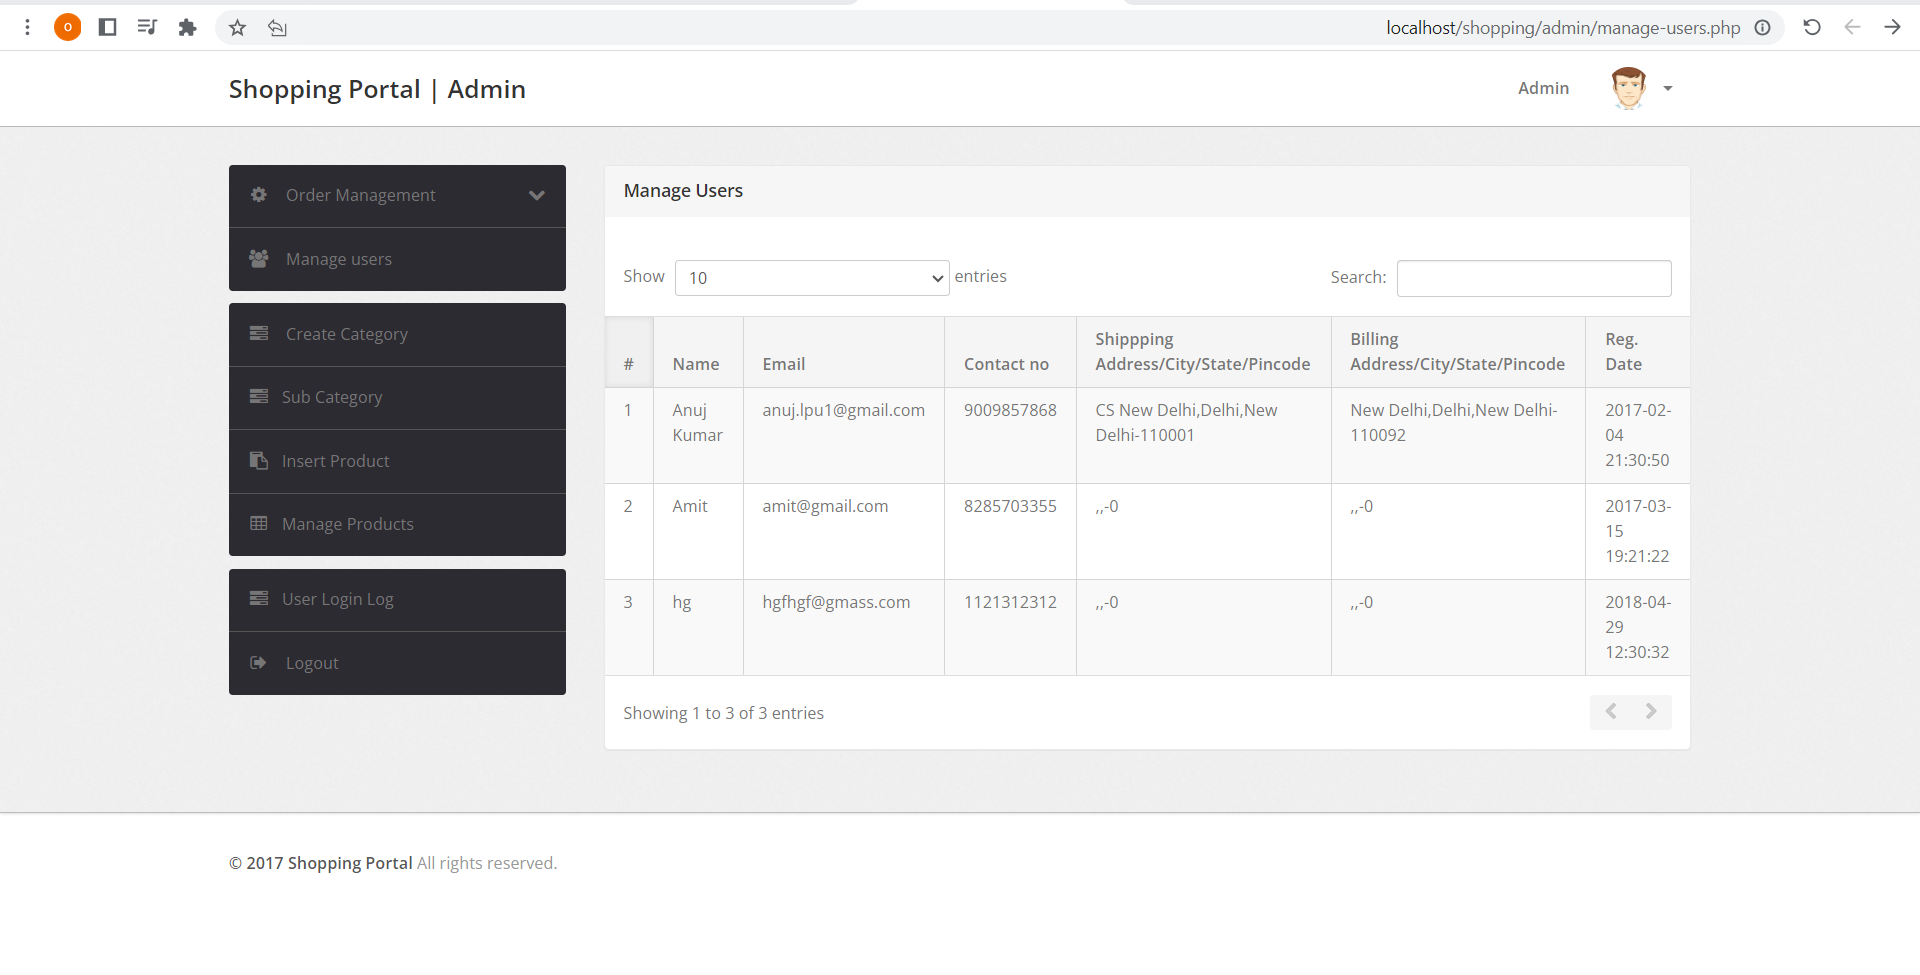 O
localhost/shopping/admin/manage-users.php
Shopping Portal | Admin
Admin
Order Management
Manage users
Create Category
Sub Category
Insert Product
Manage Products
User Login Log
Logout
Manage Users
Show 10 entries
Search:
# Name Email Contact no Shippping Address/City/State/Pincode Billing Address/City/State/Pincode Reg. Date
1 Anuj Kumar anuj.lpu1@gmail.com 9009857868 CS New Delhi,Delhi,New Delhi-110001 New Delhi,Delhi,New Delhi-110092 2017-02-04 21:30:50
2 Amit amit@gmail.com 8285703355 ,,-0 ,,-0 2017-03-15 19:21:22
3 hg hgfhgf@gmass.com 1121312312 ,,-0 ,,-0 2018-04-29 12:30:32
Showing 1 to 3 of 3 entries
© 2017 Shopping Portal All rights reserved.